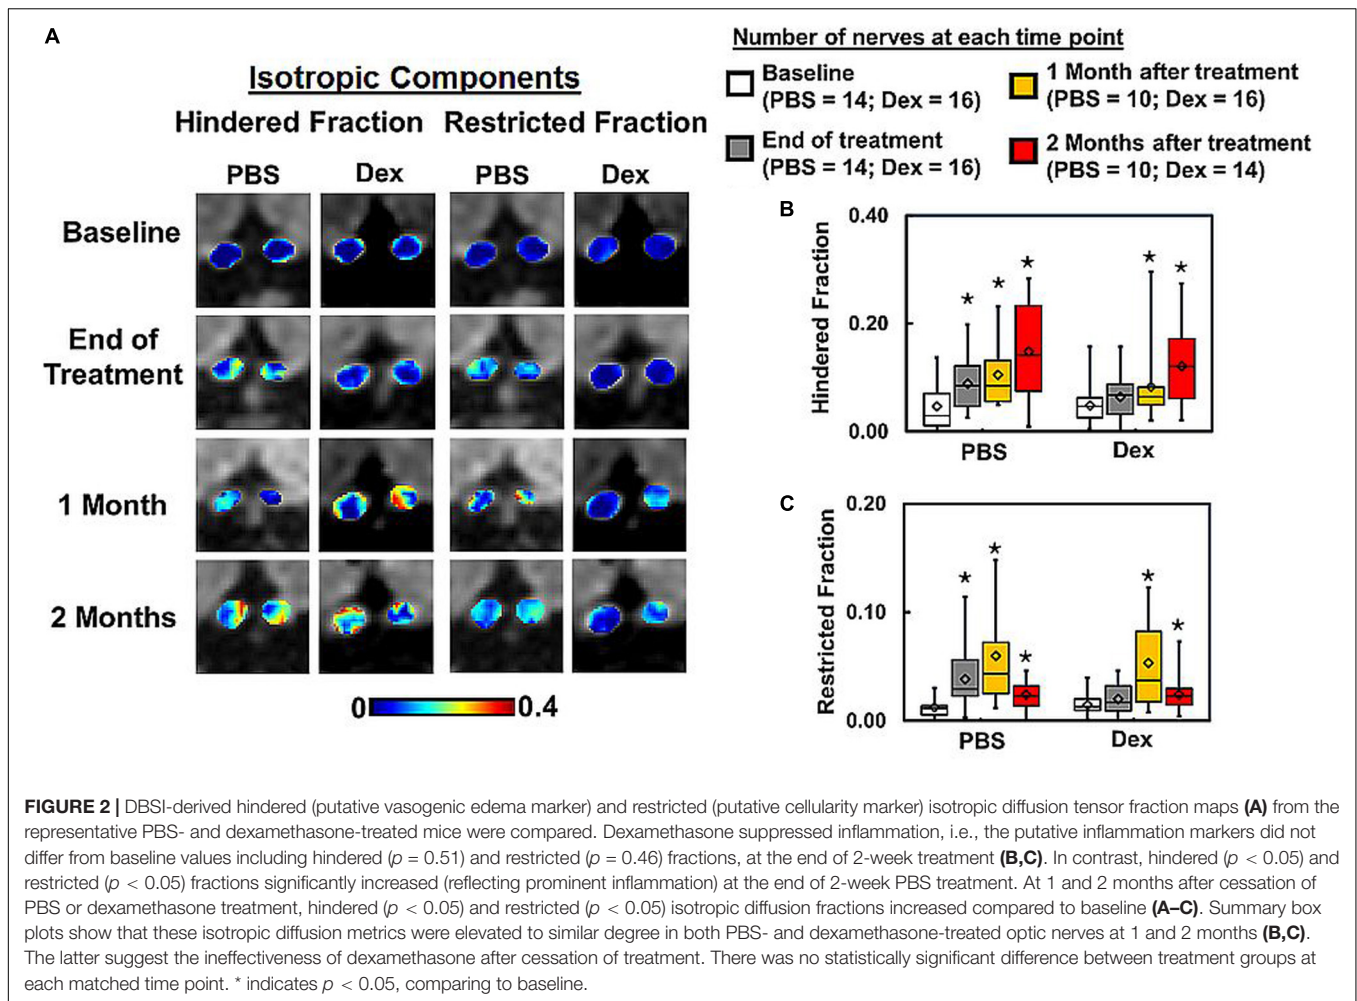 A
Isotropic Components
Hindered Fraction Restricted Fraction
PBS Dex PBS Dex
Baseline
End of
Treatment
1 Month
2 Months
0 0.4
Number of nerves at each time point
Baseline
(PBS = 14; Dex = 16)
1 Month after treatment
(PBS = 10; Dex = 16)
End of treatment
(PBS = 14; Dex = 16)
2 Months after treatment
(PBS = 10; Dex = 14)
B
Hindered Fraction
0.40
0.20
0.00
* * * * *
PBS Dex
C
Restricted Fraction
0.20
0.10
0.00
* * * * *
PBS Dex
FIGURE 2 | DBSI-derived hindered (putative vasogenic edema marker) and restricted (putative cellularity marker) isotropic diffusion tensor fraction maps (A) from the
representative PBS- and dexamethasone-treated mice were compared. Dexamethasone suppressed inflammation, i.e., the putative inflammation markers did not
differ from baseline values including hindered (p = 0.51) and restricted (p = 0.46) fractions, at the end of 2-week treatment (B,C). In contrast, hindered (p < 0.05) and
restricted (p < 0.05) fractions significantly increased (reflecting prominent inflammation) at the end of 2-week PBS treatment. At 1 and 2 months after cessation of
PBS or dexamethasone treatment, hindered (p < 0.05) and restricted (p < 0.05) isotropic diffusion fractions increased compared to baseline (A–C). Summary box
plots show that these isotropic diffusion metrics were elevated to similar degree in both PBS- and dexamethasone-treated optic nerves at 1 and 2 months (B,C).
The latter suggest the ineffectiveness of dexamethasone after cessation of treatment. There was no statistically significant difference between treatment groups at
each matched time point. * indicates p < 0.05, comparing to baseline.